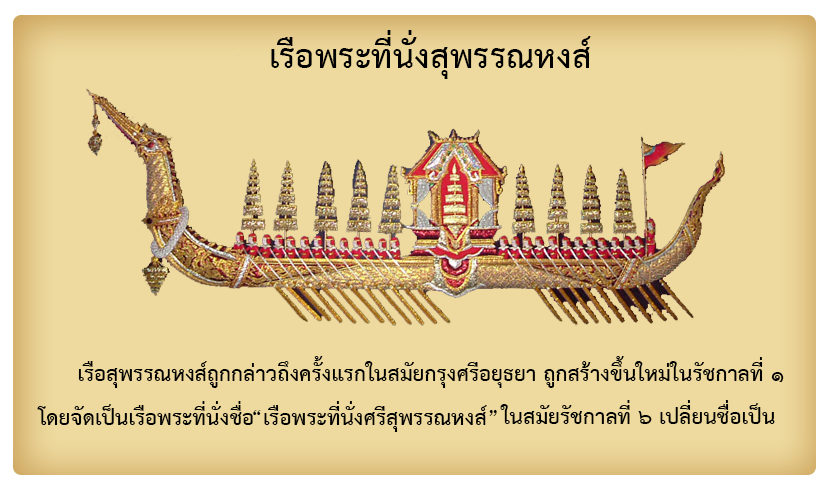 เรือพระที่นั่งสุพรรณหงส์
เรือสุพรรณหงส์ถูกกล่าวถึงครั้งแรกในสมัยกรุงศรีอยุธยา ถูกสร้างขึ้นใหม่ในรัชกาลที่ ๑
โดยจัดเป็นเรือพระที่นั่งชื่อ“เรือพระที่นั่งศรีสุพรรณหงส์” ในสมัยรัชกาลที่ ๖ เปลี่ยนชื่อเป็น